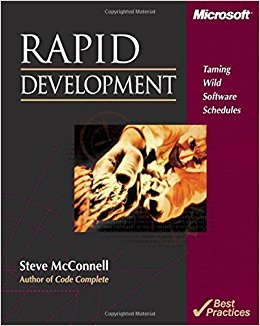 Microsoft®
RAPID
DEVELOPMENT
Taming
Wild
Software
Schedules
Steve McConnell
Author of Code Complete
Best
Practices